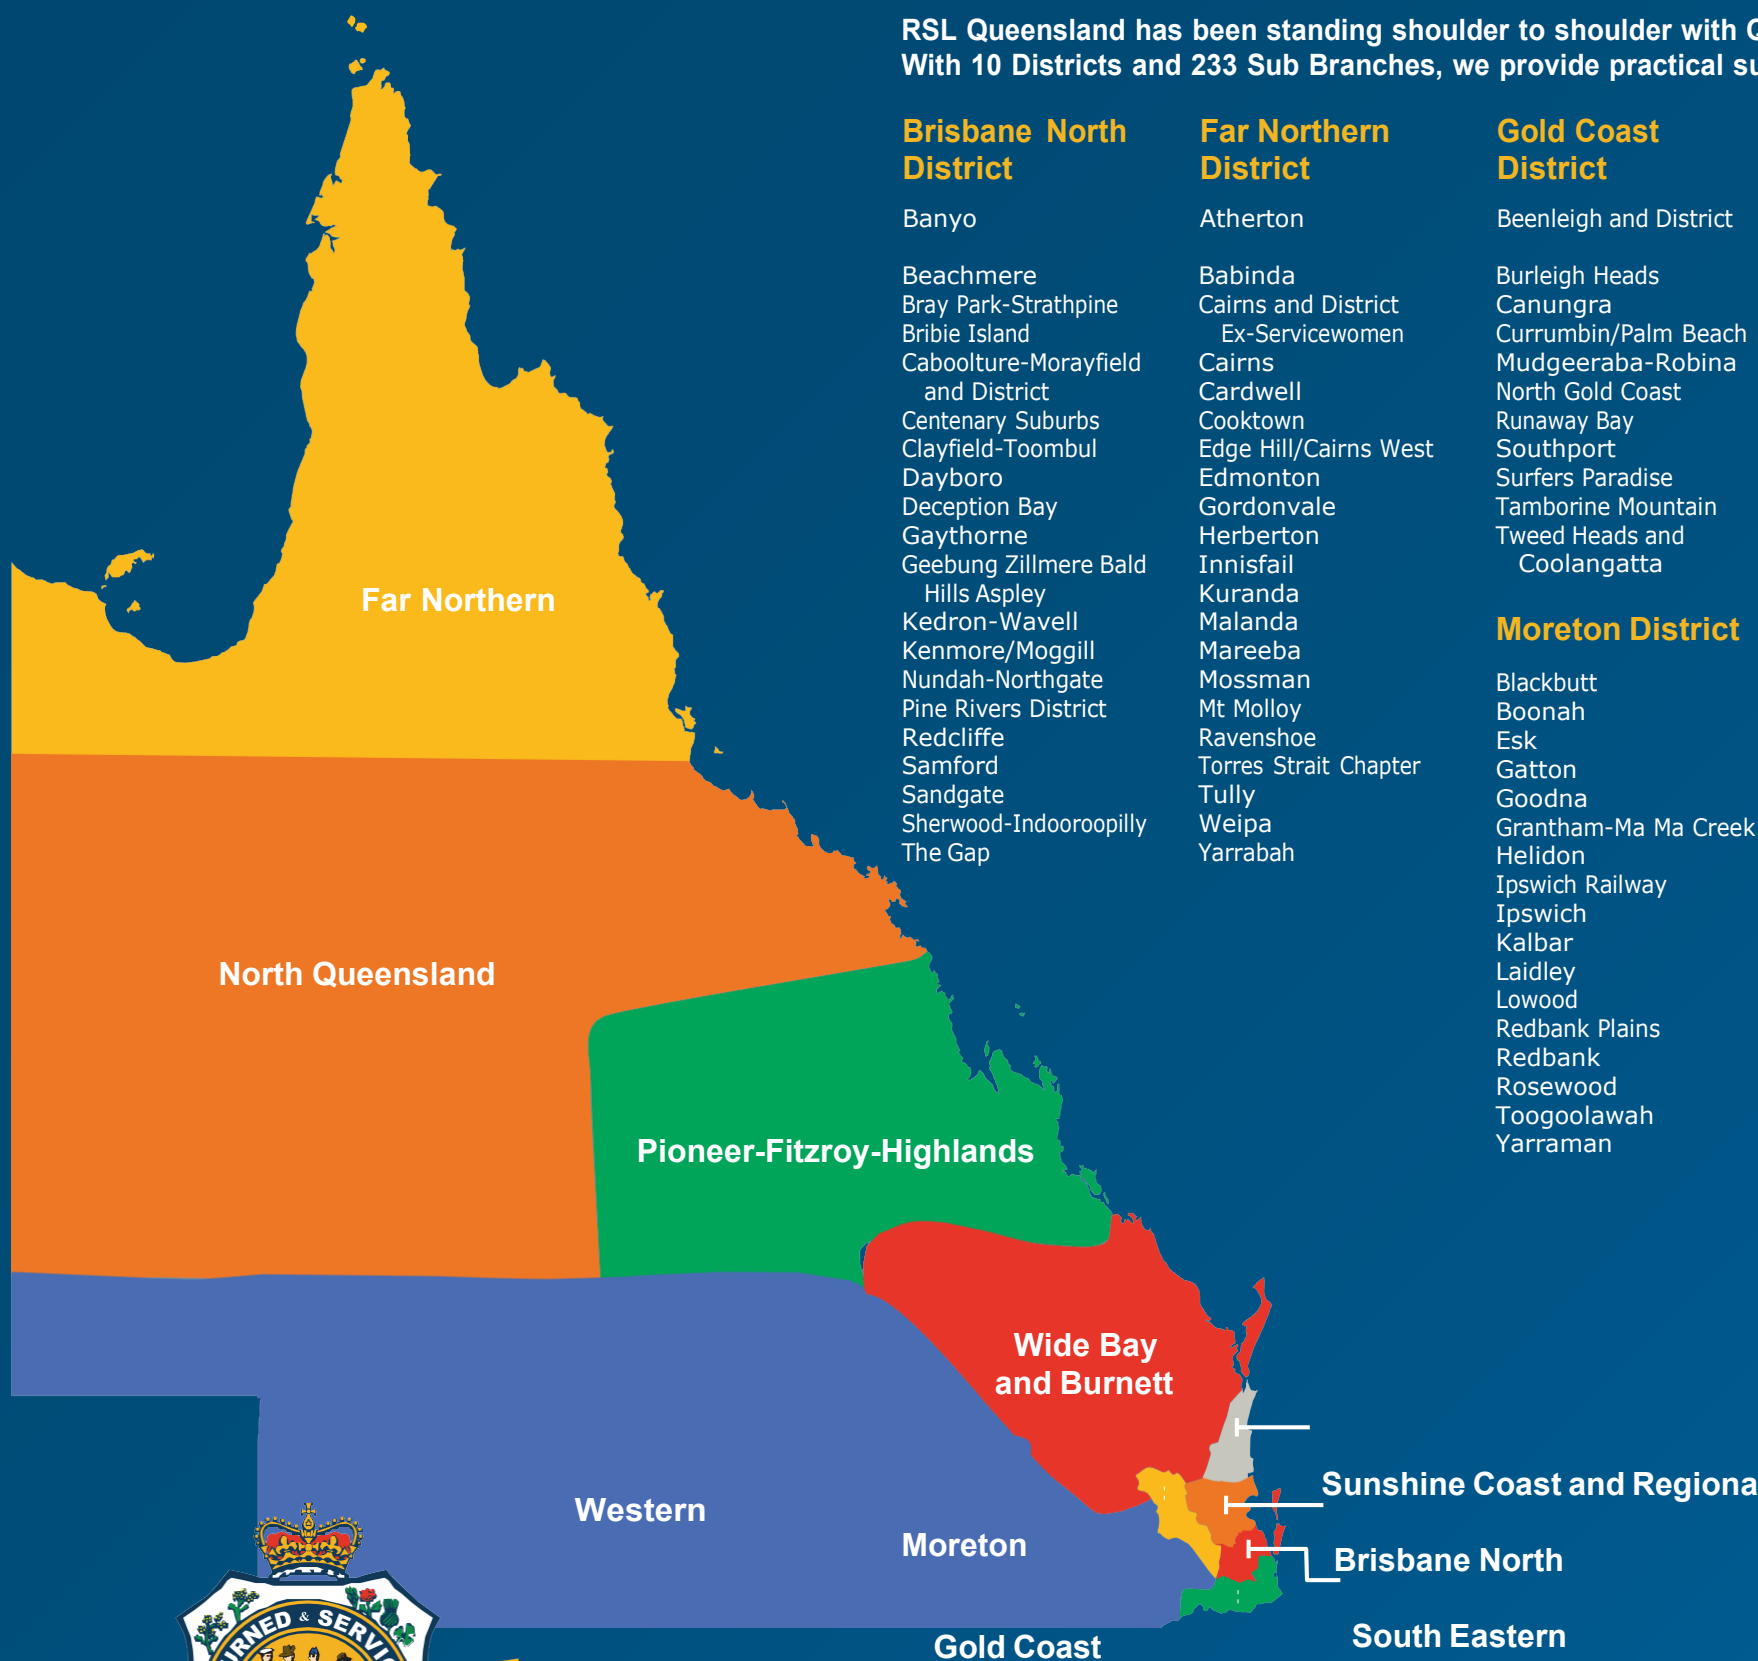 RSL Queensland has been standing shoulder to shoulder with
With 10 Districts and 233 Sub Branches, we provide practical
Brisbane North
District
Banyo
Beachmere
Bray Park-Strathpine
Bribie Island
Caboolture-Morayfield
and District
Centenary Suburbs
Clayfield-Toombul
Dayboro
Deception Bay
Gaythorne
Geebung Zillmere Bald
Hills Aspley
Kedron-Wavell
Kenmore/Moggill
Nundah-Northgate
Pine Rivers District
Redcliffe
Samford
Sandgate
Sherwood-Indooroopilly
The Gap
Far Northern
District
Atherton
Babinda
Cairns and District
Ex-Servicewomen
Cairns
Cardwell
Cooktown
Edge Hill/Cairns West
Edmonton
Gordonvale
Herberton
Innisfail
Kuranda
Malanda
Mareeba
Mossman
Mt Molloy
Ravenshoe
Torres Strait Chapter
Tully
Weipa
Yarrabah
Gold Coast
District
Beenleigh and District
Burleigh Heads
Canungra
Currumbin/Palm Beach
Mudgeeraba-Robina
North Gold Coast
Runaway Bay
Southport
Surfers Paradise
Tamborine Mountain
Tweed Heads and
Coolangatta
Moreton District
Blackbutt
Boonah
Esk
Gatton
Goodna
Grantham-Ma Ma Creek
Helidon
Ipswich Railway
Ipswich
Kalbar
Laidley
Lowood
Redbank Plains
Redbank
Rosewood
Toogoolawah
Yarraman
Far Northern
North Queensland
Pioneer-Fitzroy-Highlands
Wide Bay
and Burnett
Sunshine Coast and Regiona
Western
Moreton
Brisbane North
South Eastern
Gold Coast
URNED & SERVIC